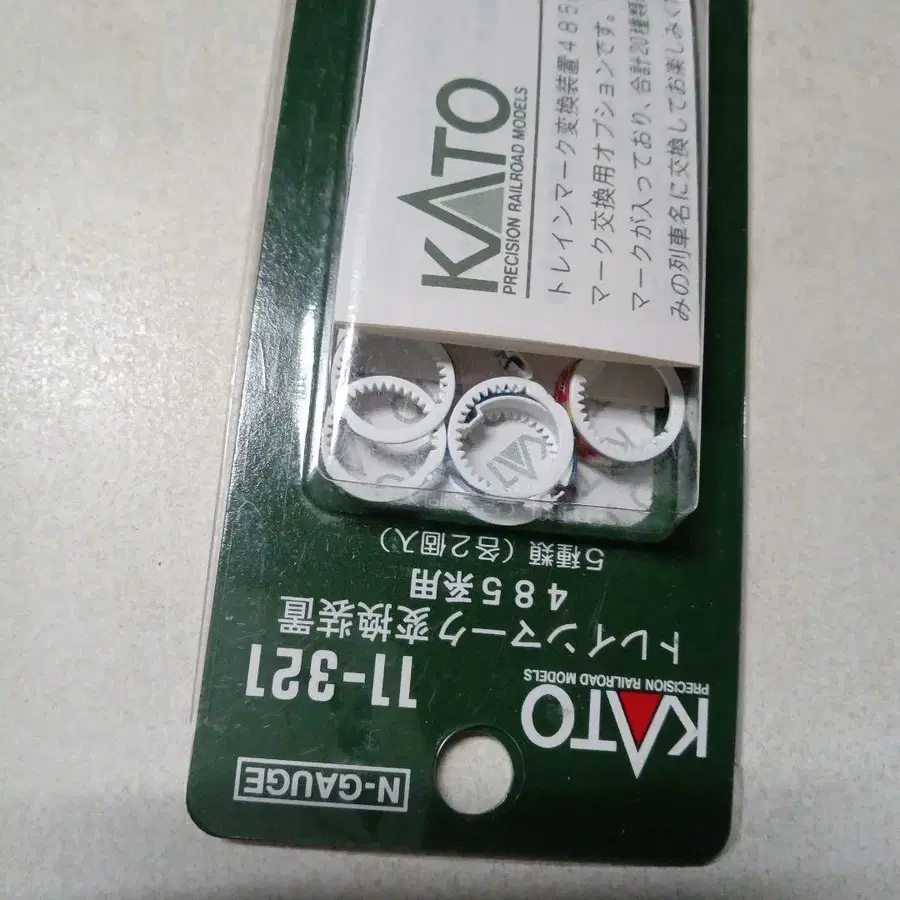 KATO
PRECISION RAILROAD MODELS
トレインマーク変換装置485
マーク交換用オプションです。
マークが入っており、合計20種類
みの列車名に交換してお楽しみく
N-GAUGE
KATO
PRECISION RAILROAD MODELS
11-321
トレインマーク変換装置
485系用
5種類（各2個入）
KAT